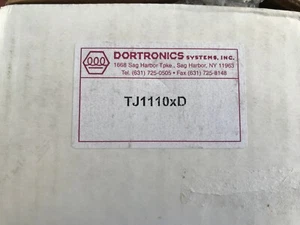 000
DORTRONICS SYSTEMS, INC.
1668 Sag Harbor Tpke., Sag Harbor, NY 11963
Tel. (631) 725-0505 • Fax (631) 725-8148
TJ1110xD